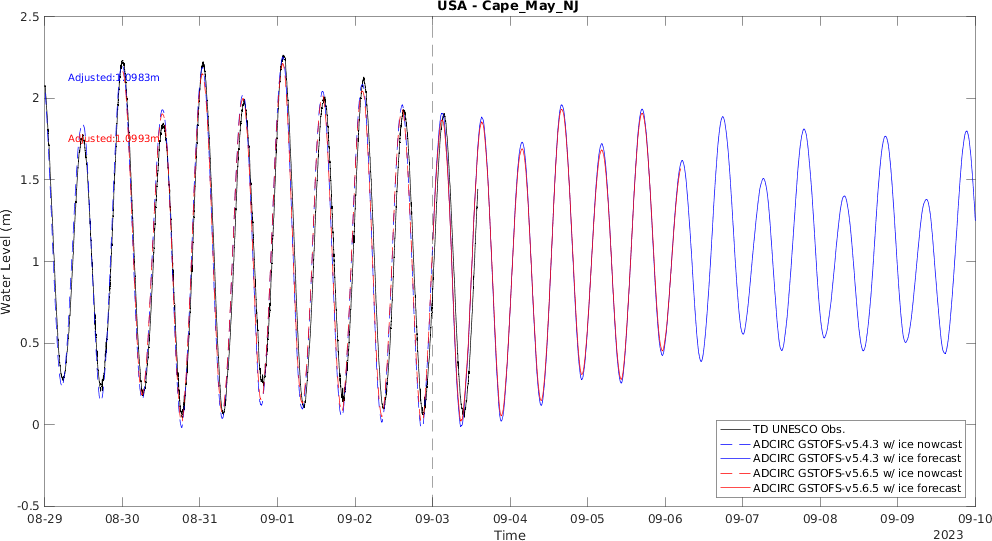 USA - Cape_May_NJ
2.5
2
1.5
1
0.5
0
-0.5
Water Level (m)
Adjusted:1.0983m
Adjusted:1.0993m
TD UNESCO Obs.
ADCIRC GSTOFS-v5.4.3 w/ ice nowcast
ADCIRC GSTOFS-v5.4.3 w/ ice forecast
ADCIRC GSTOFS-v5.6.5 w/ ice nowcast
ADCIRC GSTOFS-v5.6.5 w/ ice forecast
08-29 08-30 08-31 09-01 09-02 09-03 09-04 09-05 09-06 09-07 09-08 09-09 09-10
Time
2023